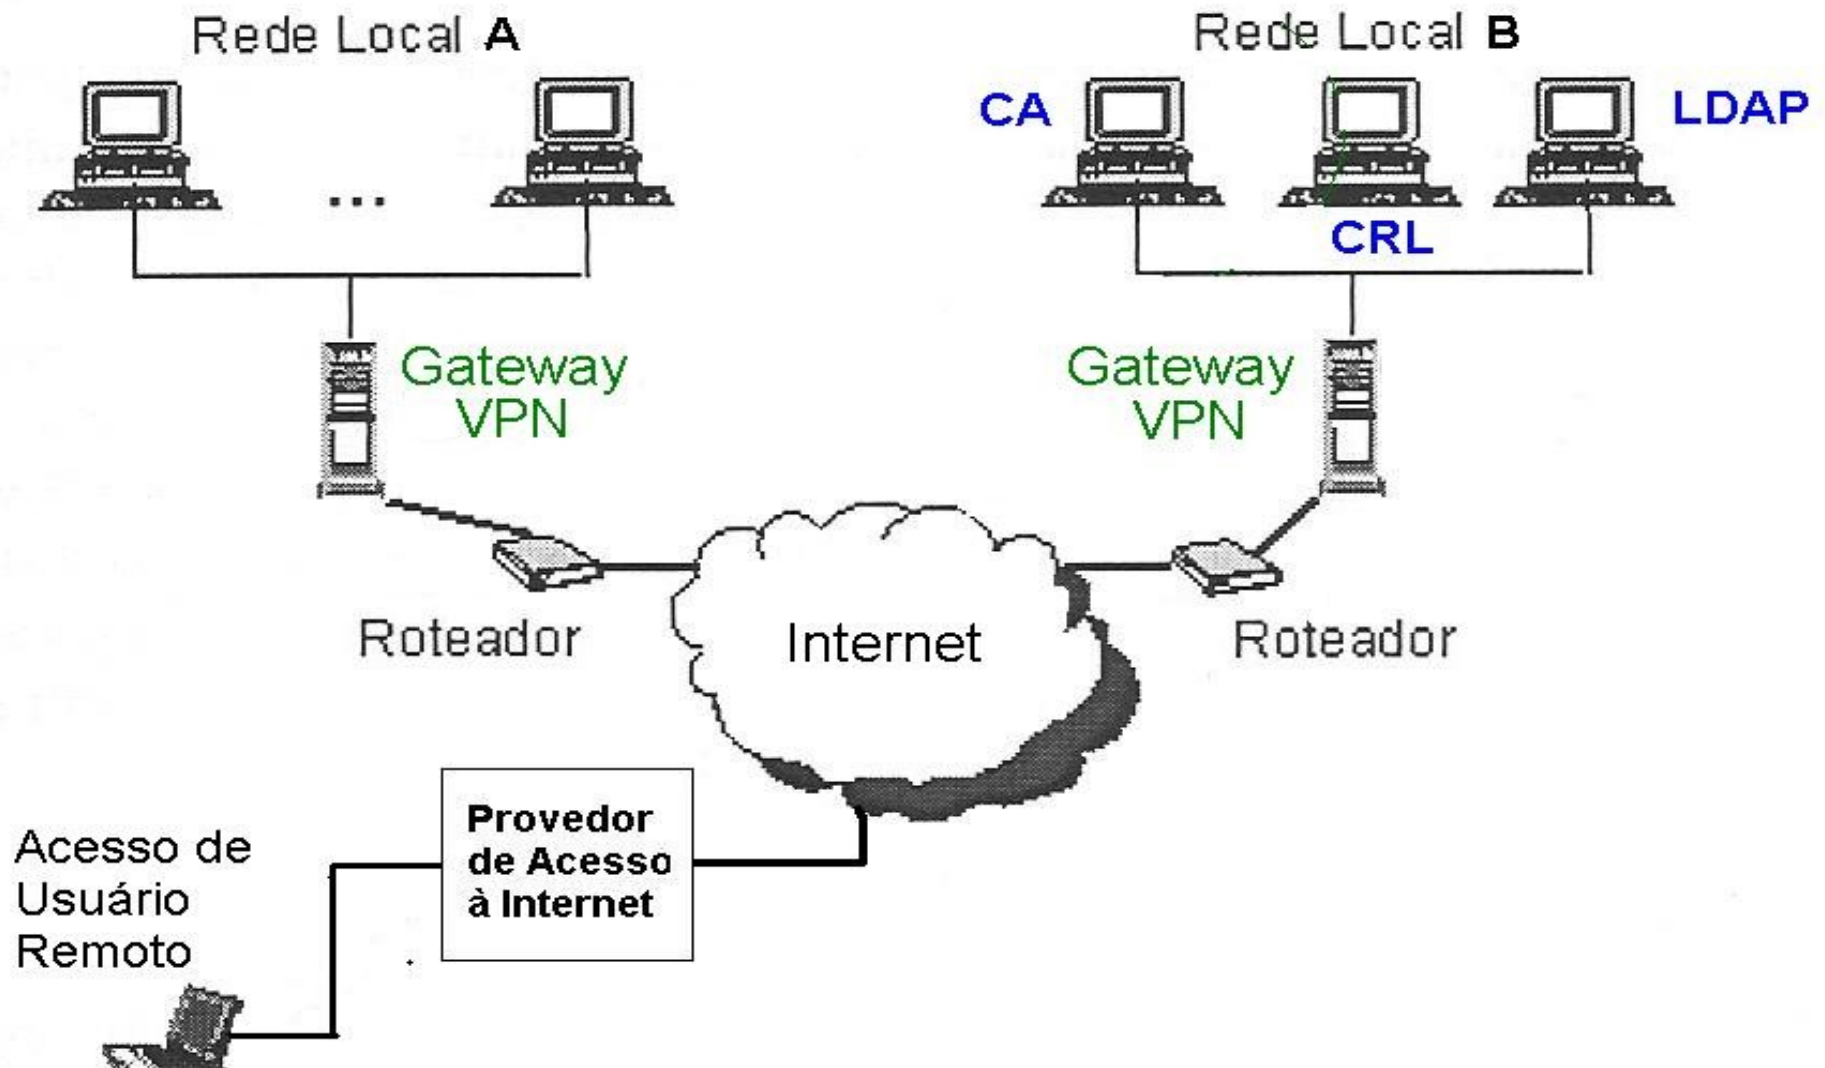 Rede Local A
Rede Local B
CA
LDAP
...
CRL
Gateway
VPN
Gateway
VPN
Roteador
Internet
Roteador
Provedor
de Acesso
à Internet
Acesso de
Usuário
Remoto